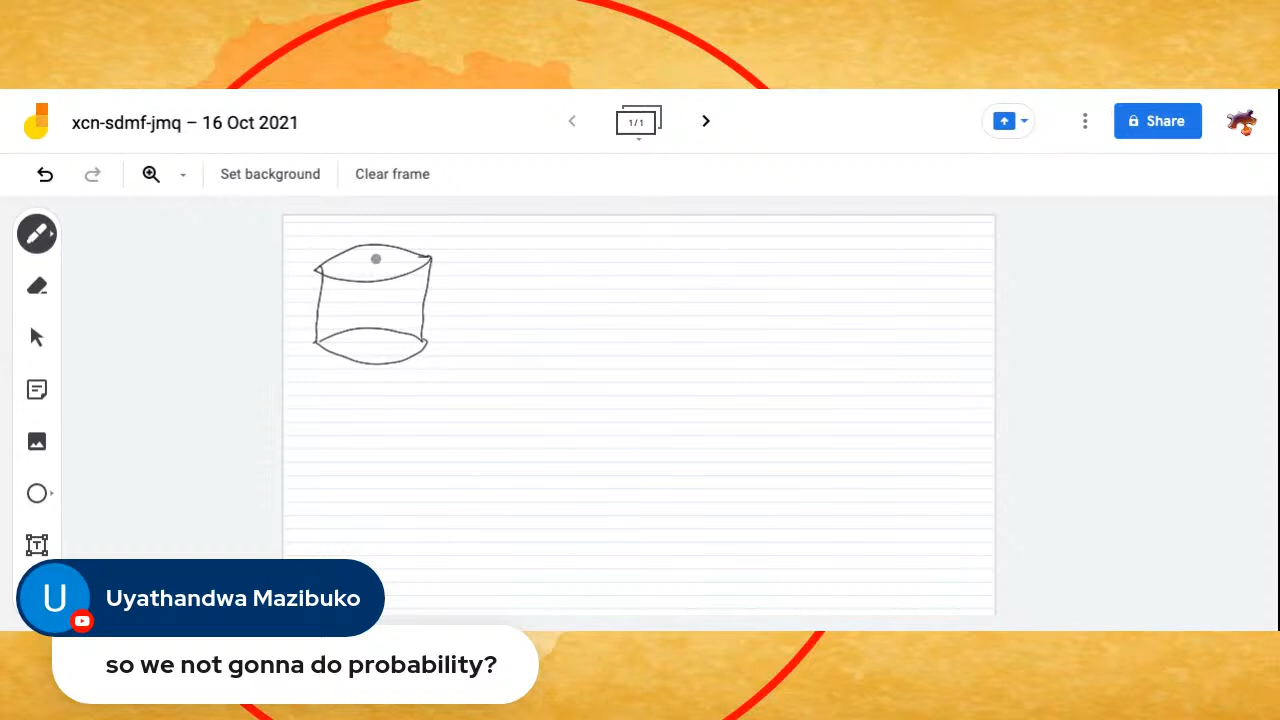 xcn-sdmf-jmq – 16 Oct 2021
1/1
Share
Set background
Clear frame
T
U
Uyathandwa Mazibuko
so we not gonna do probability?